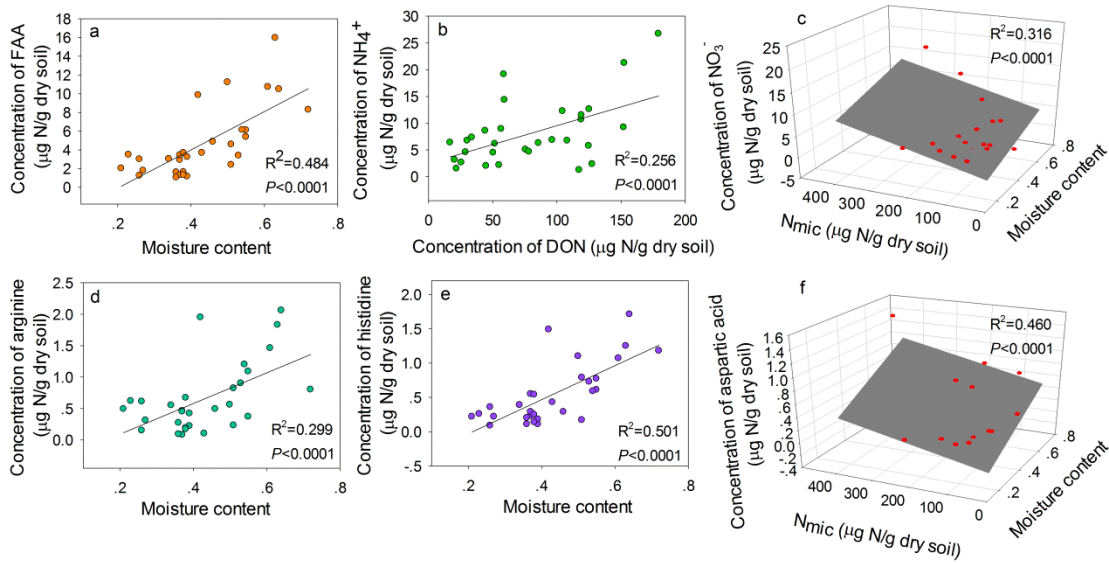 a
Concentration of FAA
(μg N/g dry soil)
18
16
14
12
10
8
6
4
2
0
R²=0.484
P<0.0001
.2
.4
.6
.8
Moisture content
b
Concentration of NH4⁺
(μg N/g dry soil)
30
25
20
15
10
5
0
-5
R²=0.256
P<0.0001
0
50
100
150
200
Concentration of DON (μg N/g dry soil)
c
Concentration of NO₃⁻
(μg N/g dry soil)
25
20
15
10
5
0
-5
R²=0.316
P<0.0001
400
300
200
100
0
Nmic (μg N/g dry soil)
.2
.4
.6
.8
Moisture content
d
Concentration of arginine
(μg N/g dry soil)
2.5
2.0
1.5
1.0
.5
0.0
R²=0.299
P<0.0001
.2
.4
.6
.8
Moisture content
e
Concentration of histidine
(μg N/g dry soil)
2.0
1.5
1.0
.5
0.0
-.5
R²=0.501
P<0.0001
.2
.4
.6
.8
Moisture content
f
Concentration of aspartic acid
(μg N/g dry soil)
1.6
1.4
1.2
1.0
.8
.6
.4
.2
0.0
-.2
-.4
R²=0.460
P<0.0001
400
300
200
100
0
Nmic (μg N/g dry soil)
.2
.4
.6
.8
Moisture content